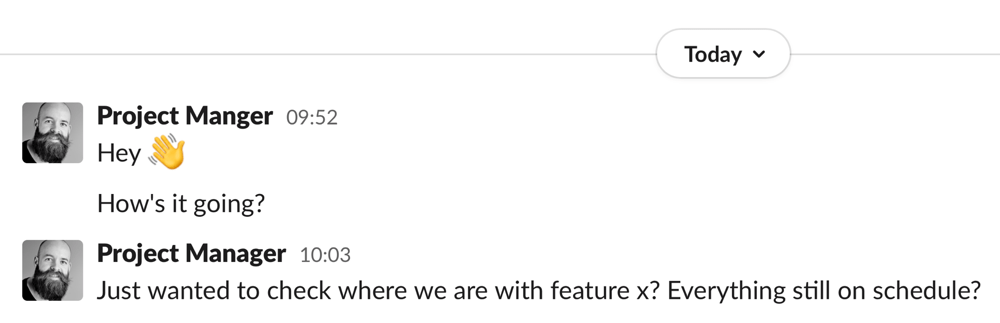 Today
Project Manger 09:52
Hey 👋
How's it going?
Project Manager 10:03
Just wanted to check where we are with feature x? Everything still on schedule?